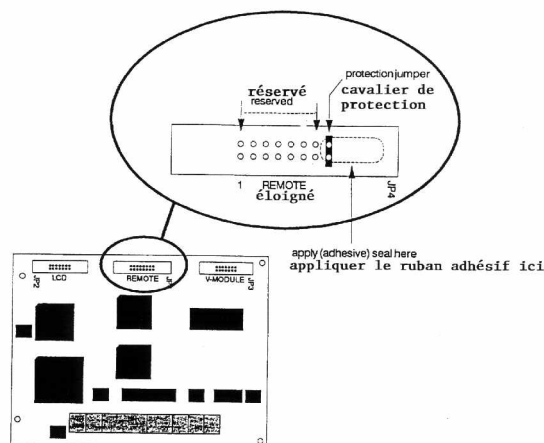 protection jumper
réservé
cavalier de
reserved
protection
1 REMOTE JP4
éloigné
apply (adhesive) seal here
appliquer le ruban adhésif ici
LCD REMOTE V-MODULE
JP2 JP3